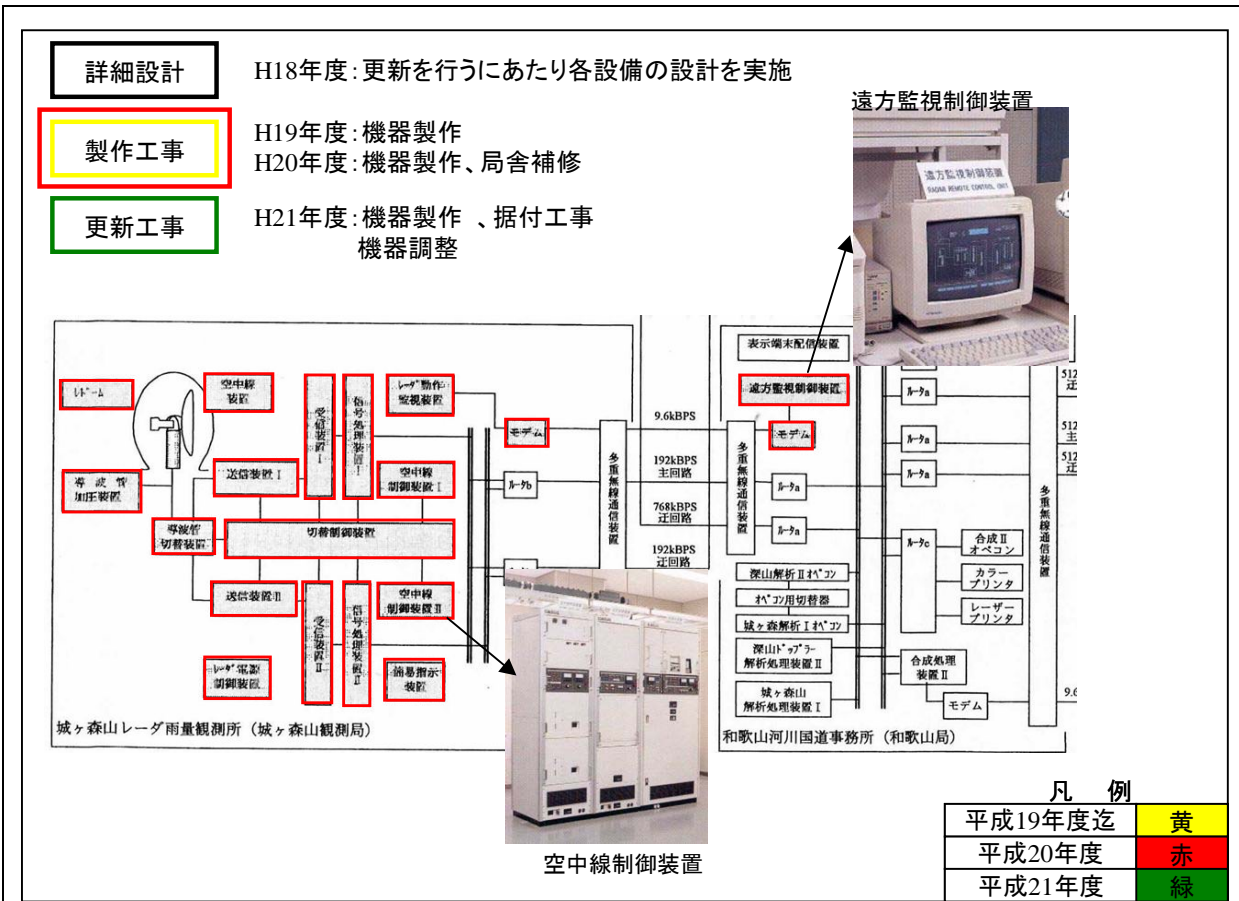 詳細設計
H18年度：更新を行うにあたり各設備の設計を実施
製作工事
H19年度：機器製作
H20年度：機器製作、局舎補修
更新工事
H21年度：機器製作 、据付工事
機器調整
遠方監視制御装置
遠方監視制御装置
RADAR REMOTE CONTROL UNIT
レドーム
空中線
装置
受信装置Ⅰ
信号処理装置Ⅰ
レーダ動作
監視装置
モデム
導波管
加圧装置
送信装置Ⅰ
空中線
制御装置Ⅰ
ルータb
導波管
切替装置
切替制御装置
送信装置Ⅱ
受信装置Ⅱ
信号処理装置Ⅱ
空中線
制御装置Ⅱ
レーダ電源
制御装置
簡易指示
装置
多重無線通信装置
城ヶ森山レーダ雨量観測所（城ヶ森山観測局）
9.6kBPS
192kBPS
主回路
768kBPS
迂回路
192kBPS
迂回路
表示端末配信装置
遠方監視制御装置
モデム
多重無線通信装置
ルータa
ルータa
深山解析Ⅱオペコン
オペコン用切替器
城ヶ森解析Ⅰオペコン
深山ドップラー
解析処理装置Ⅱ
城ヶ森山
解析処理装置Ⅰ
ルータa
ルータa
ルータa
ルータc
合成Ⅱ
オペコン
カラー
プリンタ
レーザー
プリンタ
合成処理
装置Ⅱ
モデム
多重無線通信装置
512
迂
512
主
512
迂
9.6
和歌山河川国道事務所（和歌山局）
空中線制御装置
凡 例
平成19年度迄 黄
平成20年度 赤
平成21年度 緑